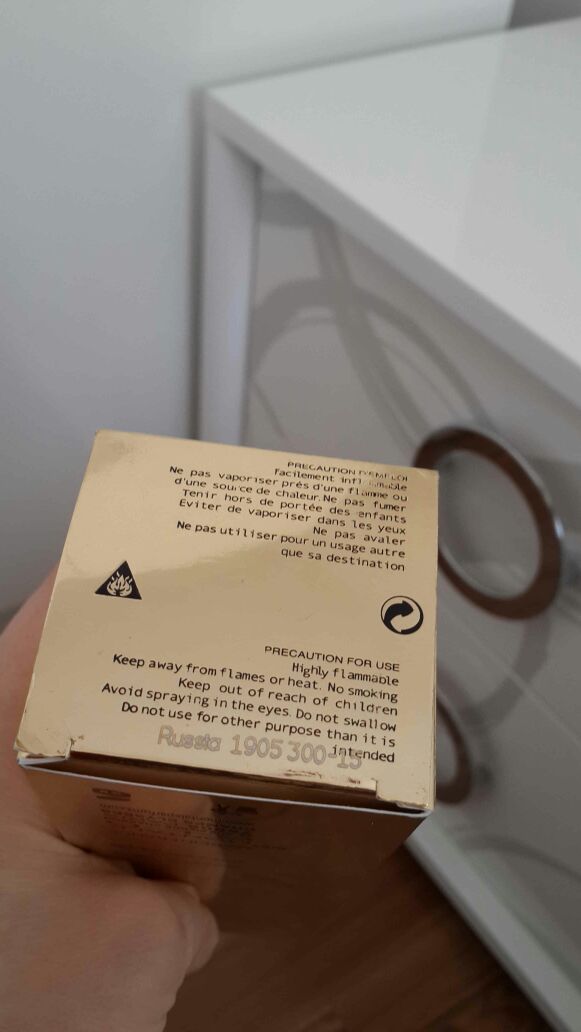 PRECAUTION D'EMPLOI
Facilement inflammable
Ne pas vaporiser près d'une flamme ou
d'une source de chaleur. Ne pas fumer
Tenir hors de portée des enfants
Eviter de vaporiser dans les yeux
Ne pas avaler
Ne pas utiliser pour un usage autre
que sa destination
PRECAUTION FOR USE
Highly flammable
Keep away from flames or heat. No smoking
Keep out of reach of children
Avoid spraying in the eyes. Do not swallow
Do not use for other purpose than it is
intended
Russia 1905 300-15